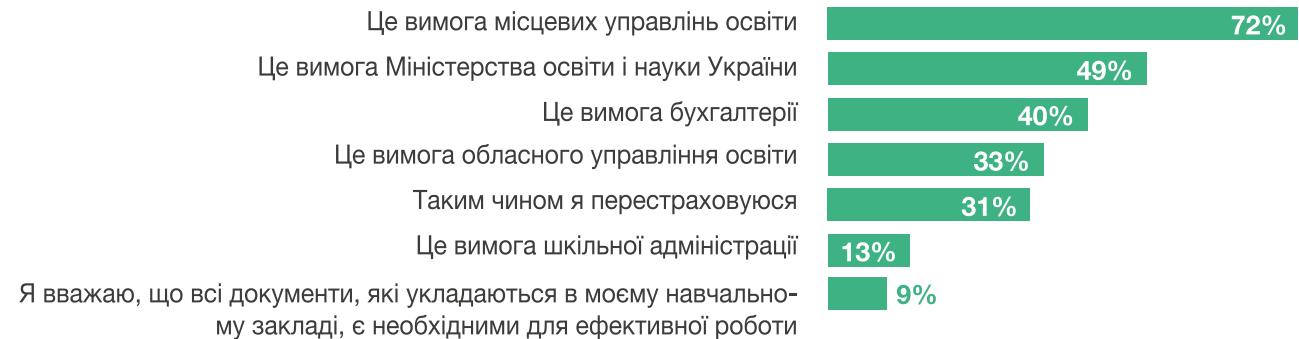 Це вимога місцевих управлінь освіти 72%
Це вимога Міністерства освіти і науки України 49%
Це вимога бухгалтерії 40%
Це вимога обласного управління освіти 33%
Таким чином я перестраховуюся 31%
Це вимога шкільної адміністрації 13%
Я вважаю, що всі документи, які укладаються в моєму навчально- 9%
му закладі, є необхідними для ефективної роботи